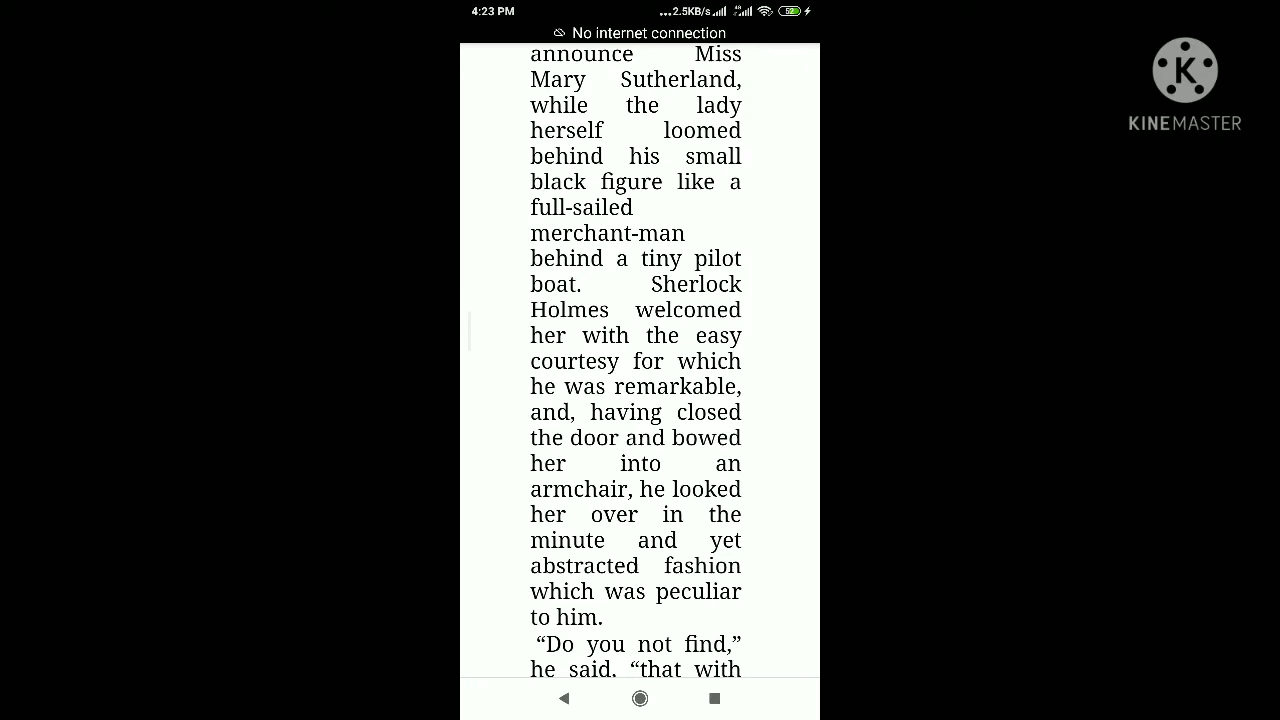 4:23 PM
...2.5KB/s
4G
52
No internet connection
announce Miss
Mary Sutherland,
while the lady
herself loomed
behind his small
black figure like a
full-sailed
merchant-man
behind a tiny pilot
boat. Sherlock
Holmes welcomed
her with the easy
courtesy for which
he was remarkable,
and, having closed
the door and bowed
her into an
armchair, he looked
her over in the
minute and yet
abstracted fashion
which was peculiar
to him.
“Do you not find,”
he said, “that with
K
KINEMASTER